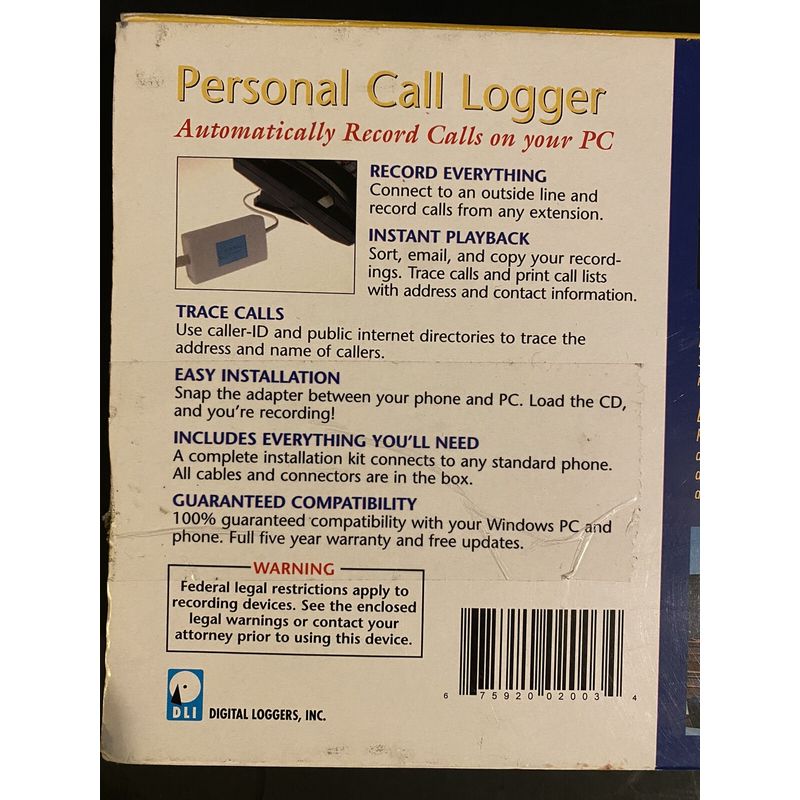 Personal Call Logger
Automatically Record Calls on your PC
RECORD EVERYTHING
Connect to an outside line and
record calls from any extension.
INSTANT PLAYBACK
Sort, email, and copy your record-
ings. Trace calls and print call lists
with address and contact information.
TRACE CALLS
Use caller-ID and public internet directories to trace the
address and name of callers.
EASY INSTALLATION
Snap the adapter between your phone and PC. Load the CD,
and you're recording!
INCLUDES EVERYTHING YOU'LL NEED
A complete installation kit connects to any standard phone.
All cables and connectors are in the box.
GUARANTEED COMPATIBILITY
100% guaranteed compatibility with your Windows PC and
phone. Full five year warranty and free updates.
WARNING
Federal legal restrictions apply to
recording devices. See the enclosed
legal warnings or contact your
attorney prior to using this device.
6 75920 02003 4
DLI DIGITAL LOGGERS, INC.